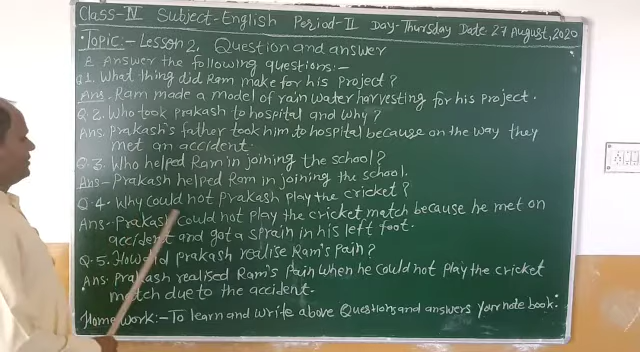 Class-IV Subject-English Period-II Day-Thursday Date 27 August, 2020
Topic:- Lesson 2, Question and answer
E. Answer the following questions:-
Q.1. What thing did Ram make for his project?
Ans. Ram made a model of rain water harvesting for his project.
Q.2. Who took Prakash to hospital and why?
Ans. Prakash's father took him to hospital because on the way they
met an accident.
Q.3. Who helped Ram in joining the school?
Ans- Prakash helped Ram in joining the school.
Q.4- Why could not Prakash play the cricket?
Ans- Prakash could not play the cricket match because he met on
accident and got a sprain in his left foot.
Q.5. How did Prakash realise Ram's pain?
Ans. Prakash realised Ram's Pain when he could not play the cricket
match due to the accident.
Home work:- To learn and write above Questions and answers your note book.